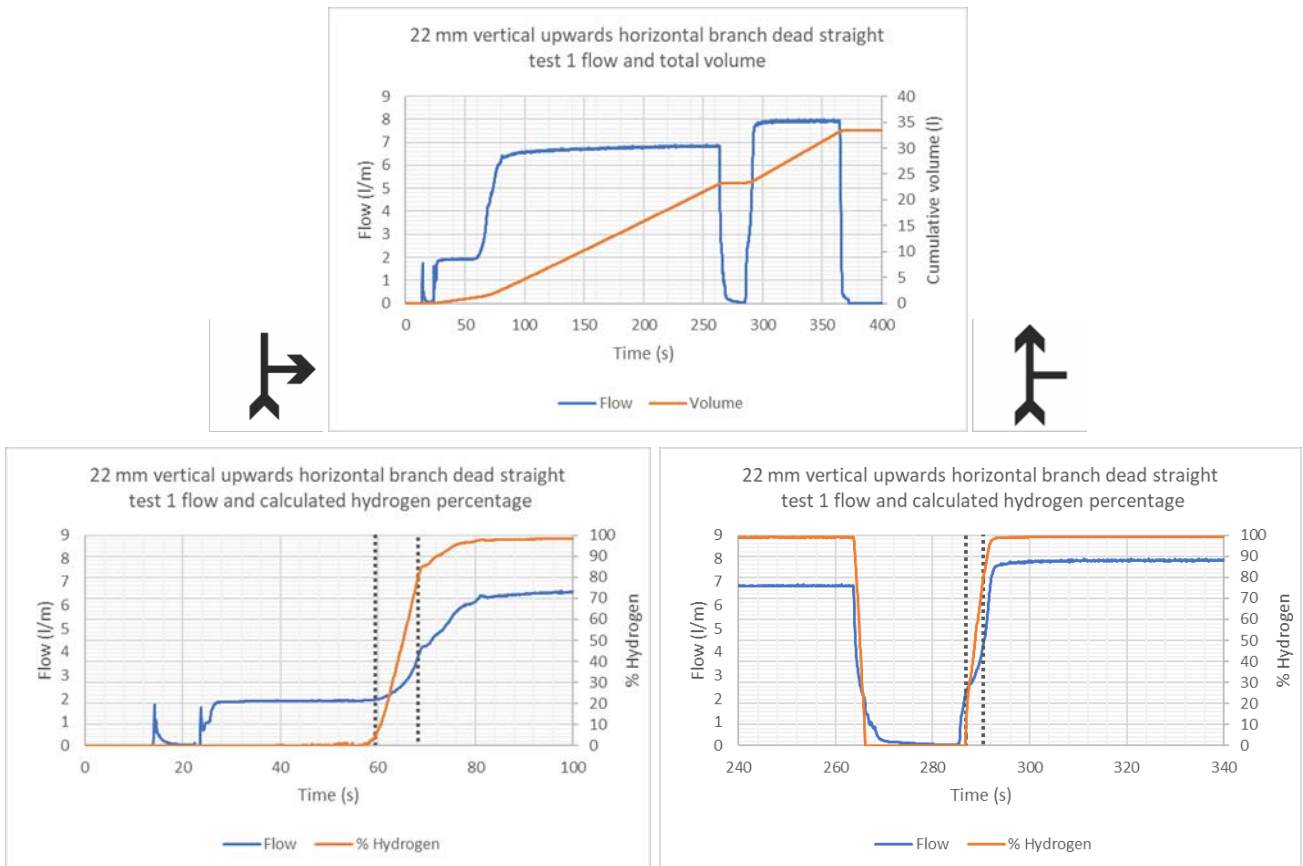 22 mm vertical upwards horizontal branch dead straight
test 1 flow and total volume
9
8
7
6
5
4
3
2
1
0
Flow (l/m)
40
35
30
25
20
15
10
5
0
Cumulative volume (l)
0 50 100 150 200 250 300 350 400
Time (s)
Flow Volume
22 mm vertical upwards horizontal branch dead straight
test 1 flow and calculated hydrogen percentage
9
8
7
6
5
4
3
2
1
0
Flow (l/m)
100
90
80
70
60
50
40
30
20
10
0
% Hydrogen
0 20 40 60 80 100
Time (s)
Flow % Hydrogen
22 mm vertical upwards horizontal branch dead straight
test 1 flow and calculated hydrogen percentage
9
8
7
6
5
4
3
2
1
0
Flow (l/m)
100
90
80
70
60
50
40
30
20
10
0
% Hydrogen
240 260 280 300 320 340
Time (s)
Flow % Hydrogen